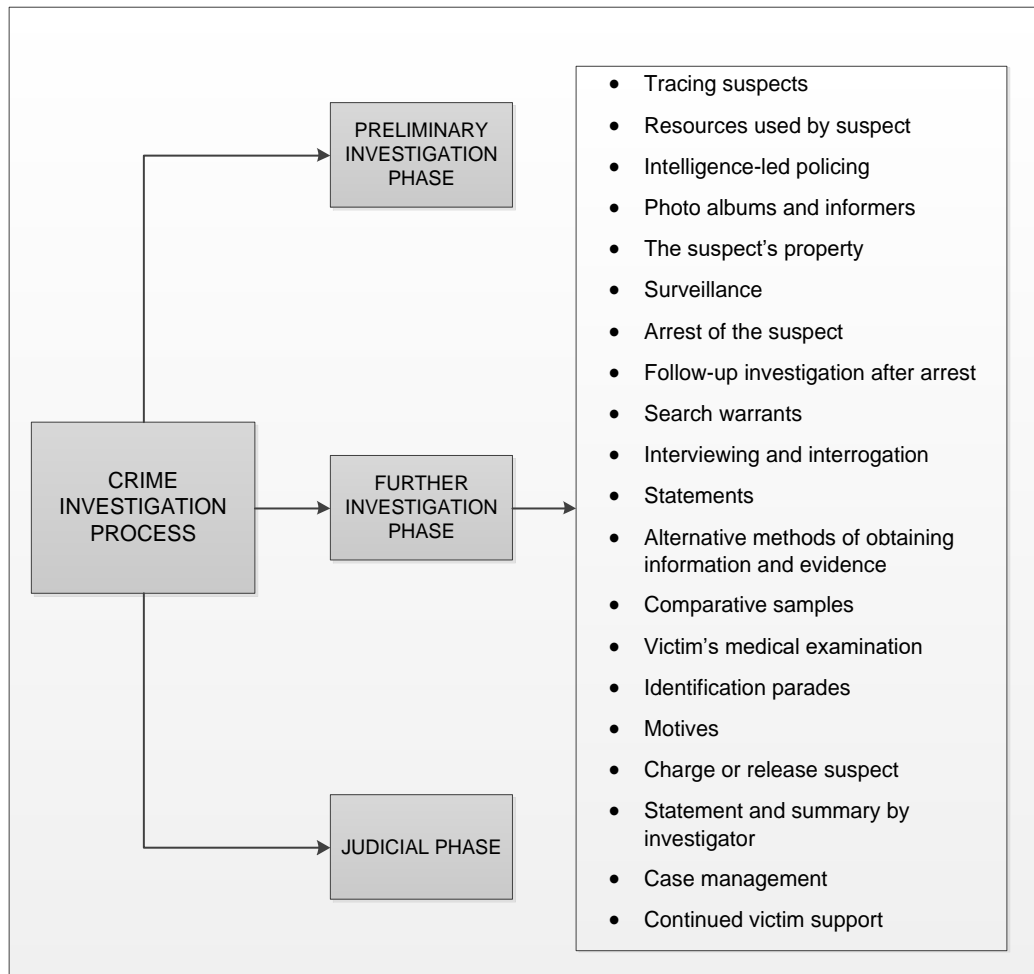 PRELIMINARY
INVESTIGATION
PHASE
CRIME
INVESTIGATION
PROCESS
FURTHER
INVESTIGATION
PHASE
JUDICIAL PHASE
• Tracing suspects
• Resources used by suspect
• Intelligence-led policing
• Photo albums and informers
• The suspect’s property
• Surveillance
• Arrest of the suspect
• Follow-up investigation after arrest
• Search warrants
• Interviewing and interrogation
• Statements
• Alternative methods of obtaining
information and evidence
• Comparative samples
• Victim’s medical examination
• Identification parades
• Motives
• Charge or release suspect
• Statement and summary by
investigator
• Case management
• Continued victim support